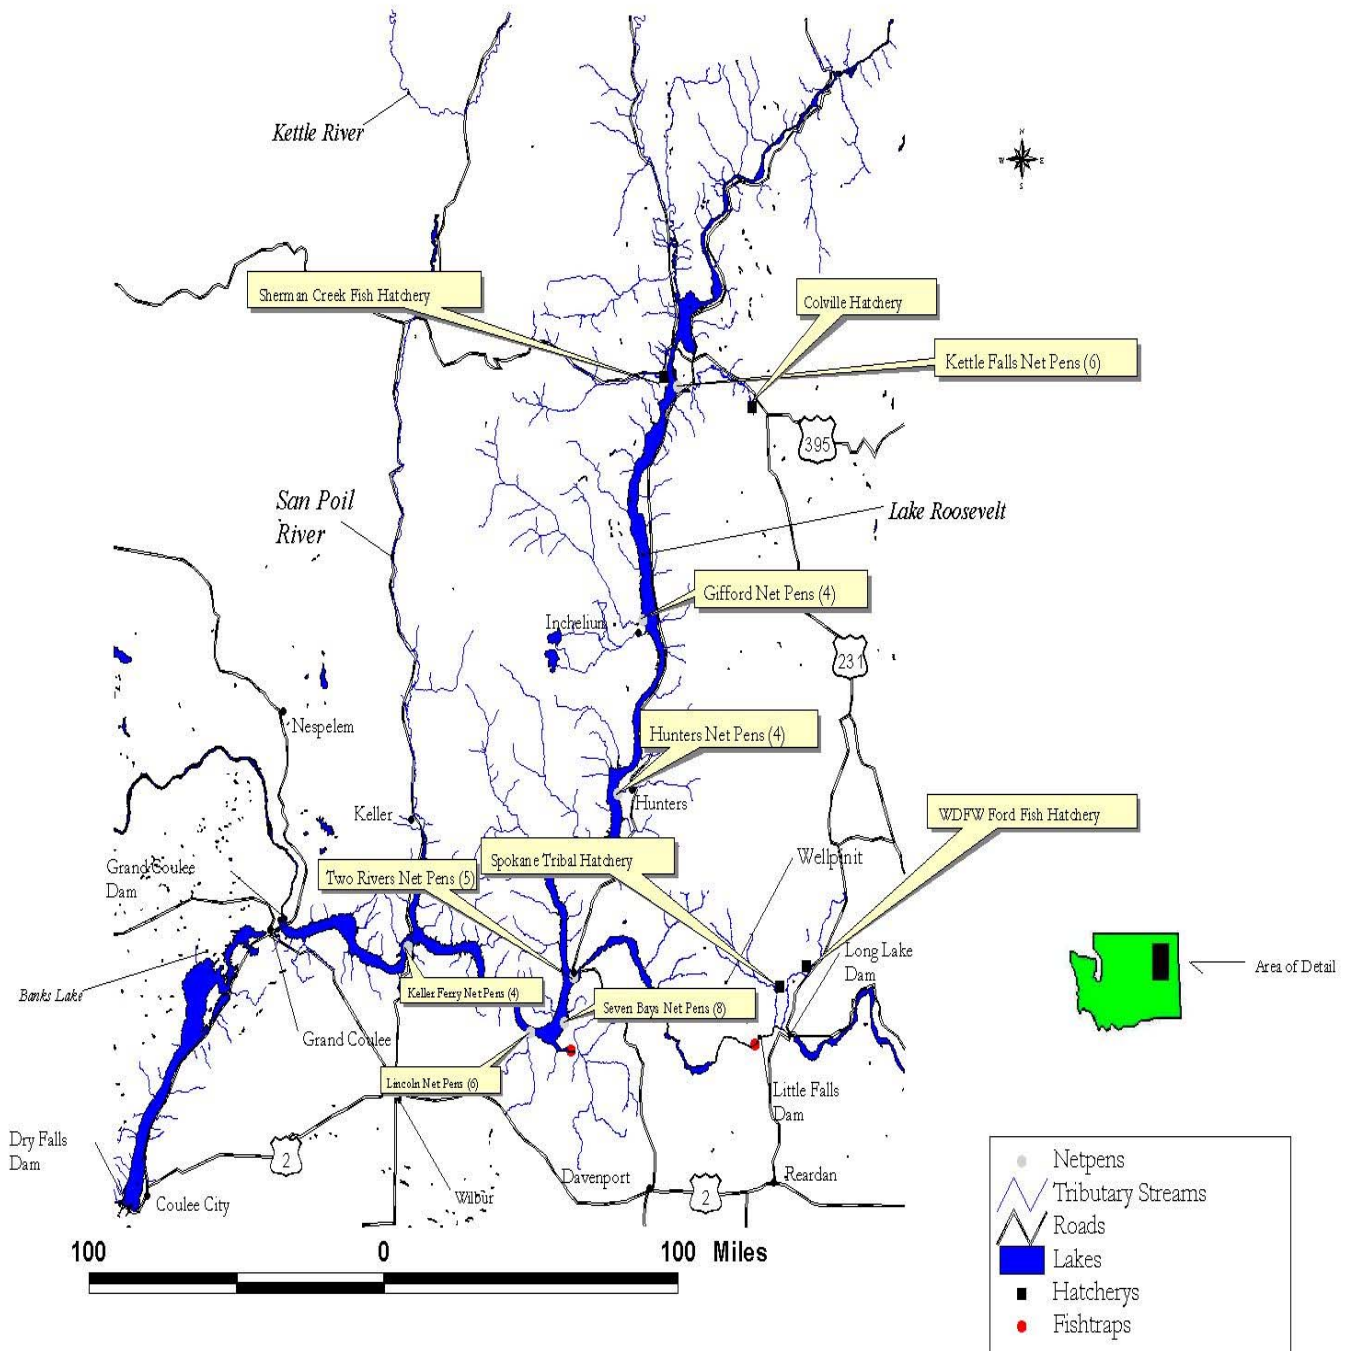 Kettle River
N
W E
S
Sherman Creek Fish Hatchery
Colville Hatchery
Kettle Falls Net Pens (6)
395
San Poil
River
Lake Roosevelt
Gifford Net Pens (4)
Inchelium
231
Nespelem
Hunters Net Pens (4)
Hunters
Keller
WDFW Ford Fish Hatchery
Grand Coulee
Dam
Two Rivers Net Pens (5)
Spokane Tribal Hatchery
Wellpinit
Long Lake
Dam
Banks Lake
Keller Ferry Net Pens (4)
Seven Bays Net Pens (8)
Area of Detail
Grand Coulee
Lincoln Net Pens (6)
Little Falls
Dam
Dry Falls
Dam
2
Coulee City
Wilbur
Davenport
2
Reardan
100 0 100 Miles
Netpens
Tributary Streams
Roads
Lakes
Hatcherys
Fishtraps